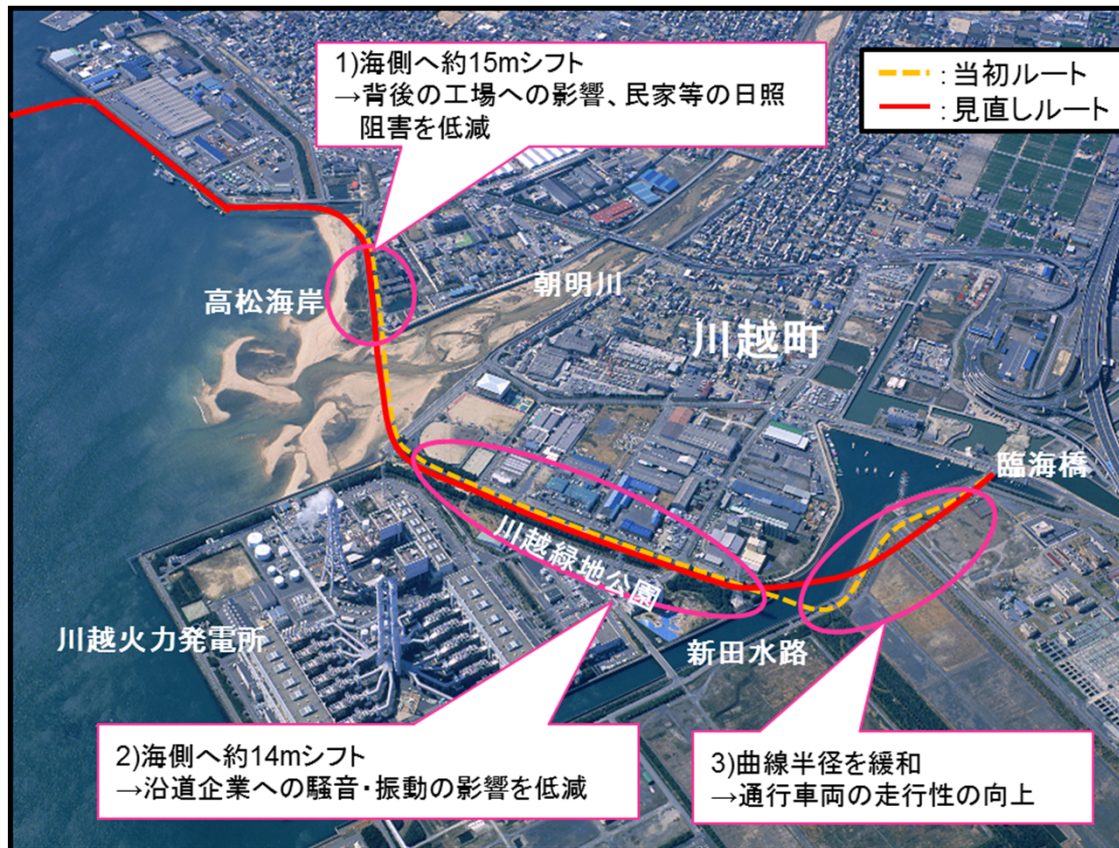 1)海側へ約15mシフト
→背後の工場への影響、民家等の日照
阻害を低減
:当初ルート
:見直しルート
高松海岸
朝明川
川越町
臨海橋
川越緑地公園
川越火力発電所
新田水路
2)海側へ約14mシフト
→沿道企業への騒音・振動の影響を低減
3)曲線半径を緩和
→通行車両の走行性の向上